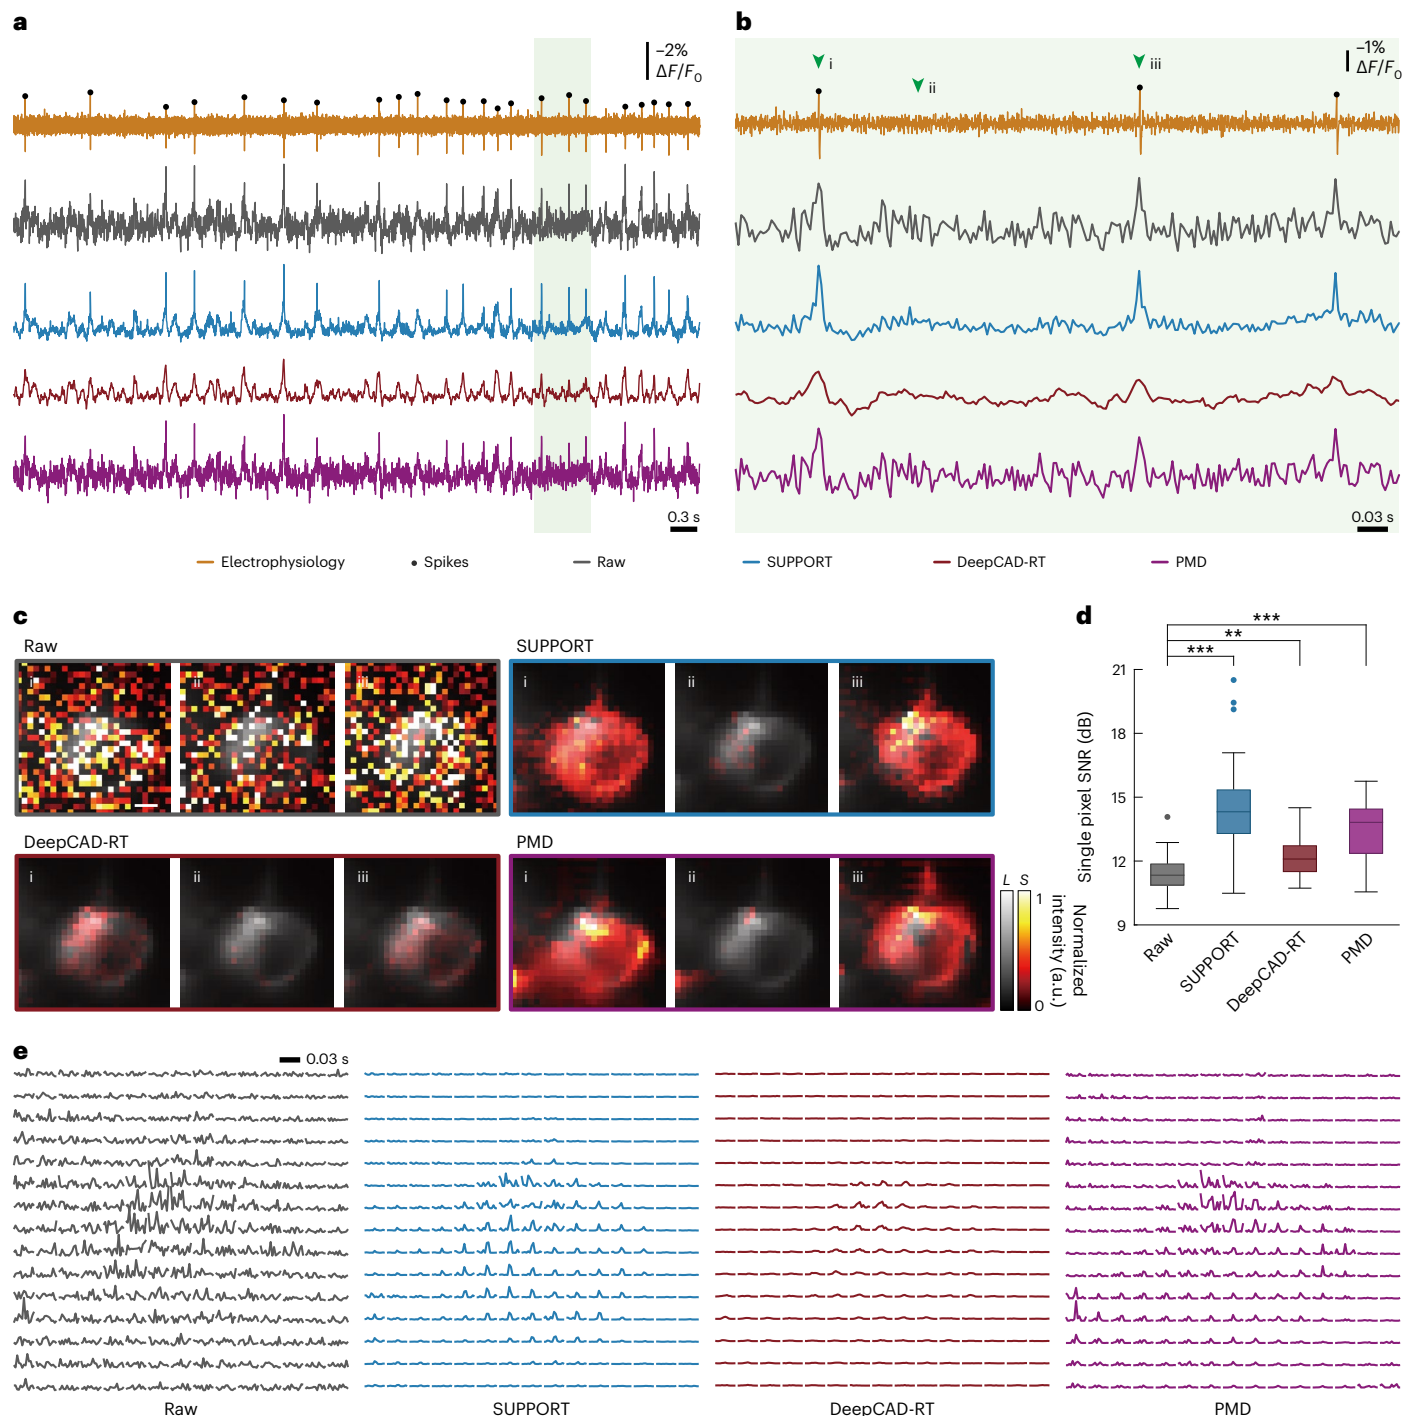 a
−2%
ΔF/F0
0.3 s
b
i
ii
iii
−1%
ΔF/F0
0.03 s
Electrophysiology
Spikes
Raw
SUPPORT
DeepCAD-RT
PMD
c
Raw
i
ii
iii
SUPPORT
i
ii
iii
DeepCAD-RT
i
ii
iii
PMD
i
ii
iii
L S
1
0
Normalized
intensity (a.u.)
d
***
**
***
Single pixel SNR (dB)
21
18
15
12
9
Raw
SUPPORT
DeepCAD-RT
PMD
e
0.03 s
Raw
SUPPORT
DeepCAD-RT
PMD